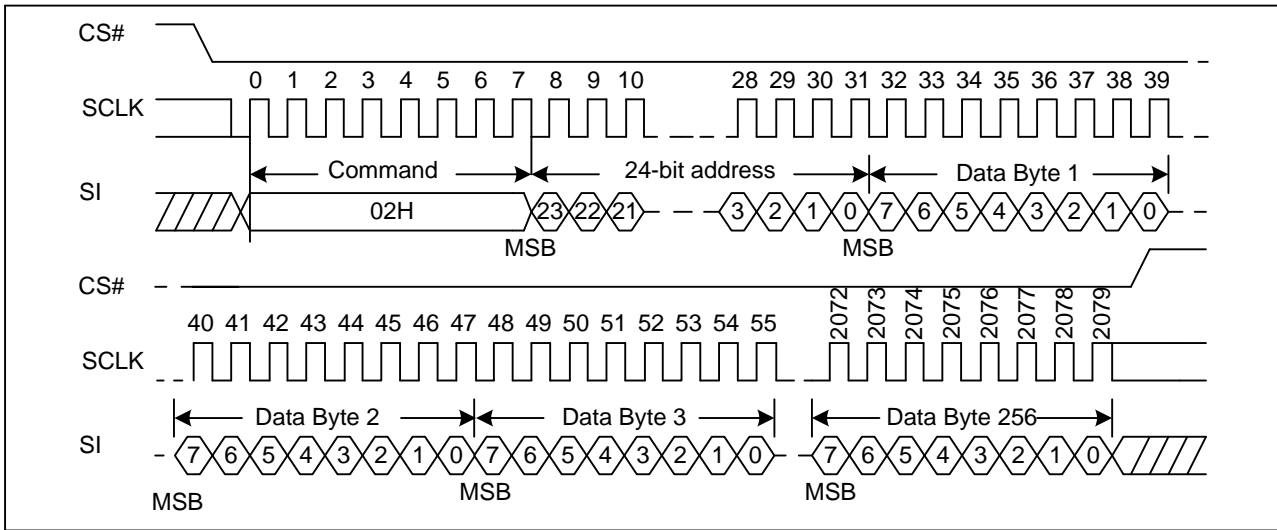 CS#
0 1 2 3 4 5 6 7 8 9 10 28 29 30 31 32 33 34 35 36 37 38 39
SCLK
Command 24-bit address Data Byte 1
SI
02H 23 22 21 3 2 1 0 7 6 5 4 3 2 1 0
MSB MSB
CS#
40 41 42 43 44 45 46 47 48 49 50 51 52 53 54 55 2072 2073 2074 2075 2076 2077 2078 2079
SCLK
Data Byte 2 Data Byte 3 Data Byte 256
SI
7 6 5 4 3 2 1 0 7 6 5 4 3 2 1 0 7 6 5 4 3 2 1 0
MSB MSB MSB